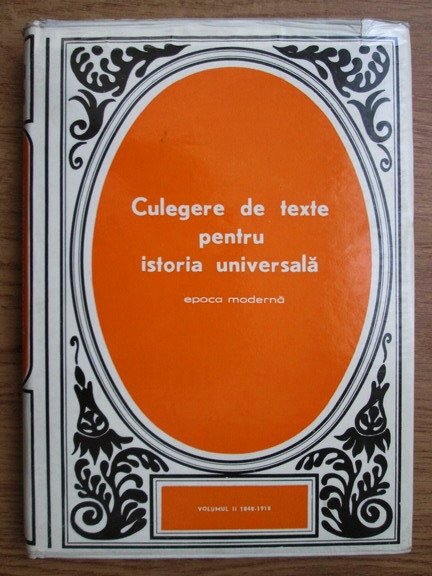 Culegere de texte
pentru
istoria universală
epoca modernă
VOLUMUL II 1848-1918